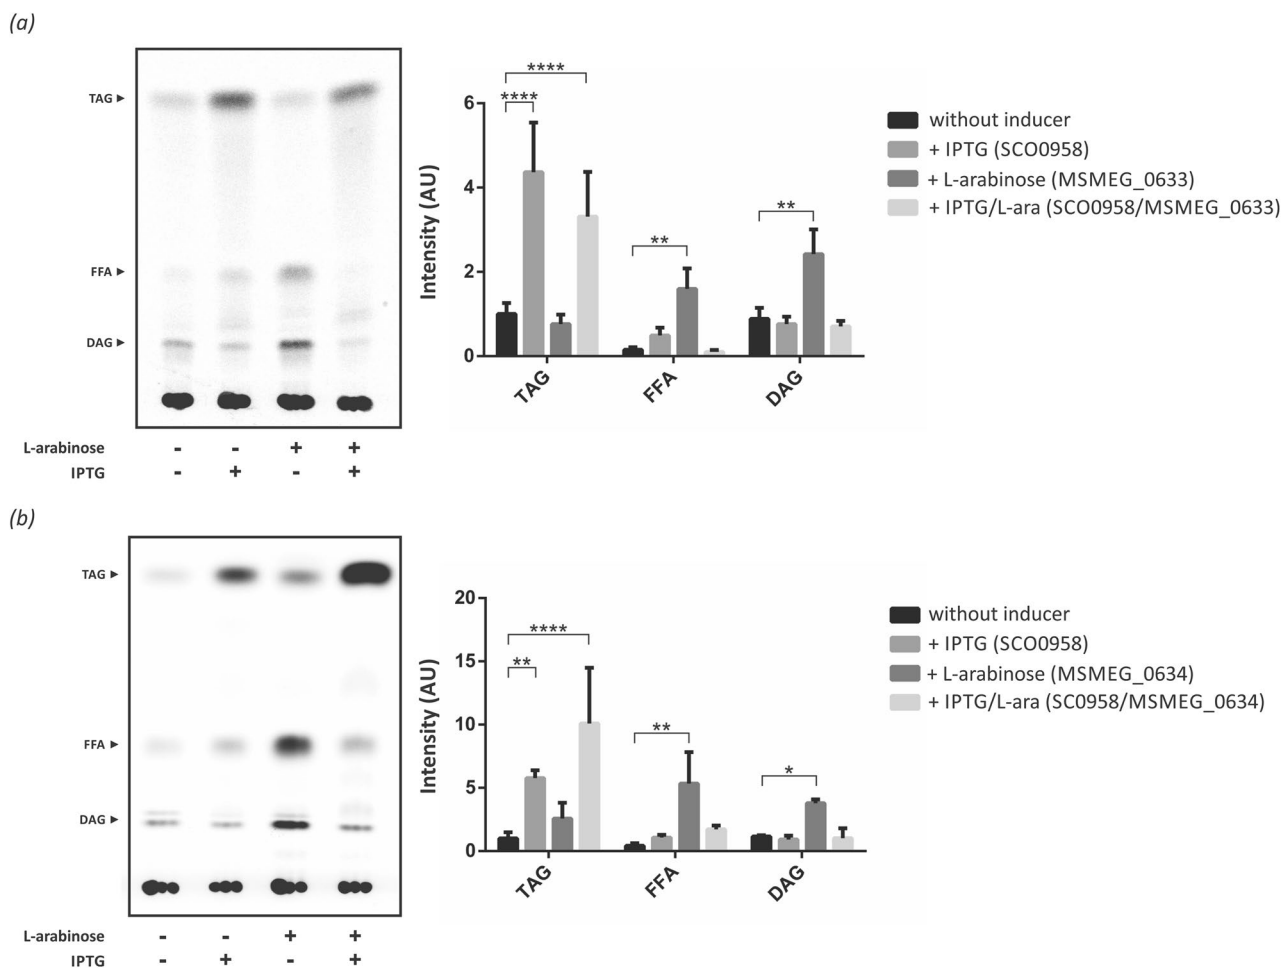 (a)
TAG ►
FFA ►
DAG ►
L-arabinose - - + +
IPTG - + - +
Intensity (AU)
6
4
2
0
****
****
**
**
TAG
FFA
DAG
without inducer
+ IPTG (SCO0958)
+ L-arabinose (MSMEG_0633)
+ IPTG/L-ara (SCO0958/MSMEG_0633)
(b)
TAG ►
FFA ►
DAG ►
L-arabinose - - + +
IPTG - + - +
Intensity (AU)
20
15
10
5
0
****
**
**
*
TAG
FFA
DAG
without inducer
+ IPTG (SCO0958)
+ L-arabinose (MSMEG_0634)
+ IPTG/L-ara (SC0958/MSMEG_0634)